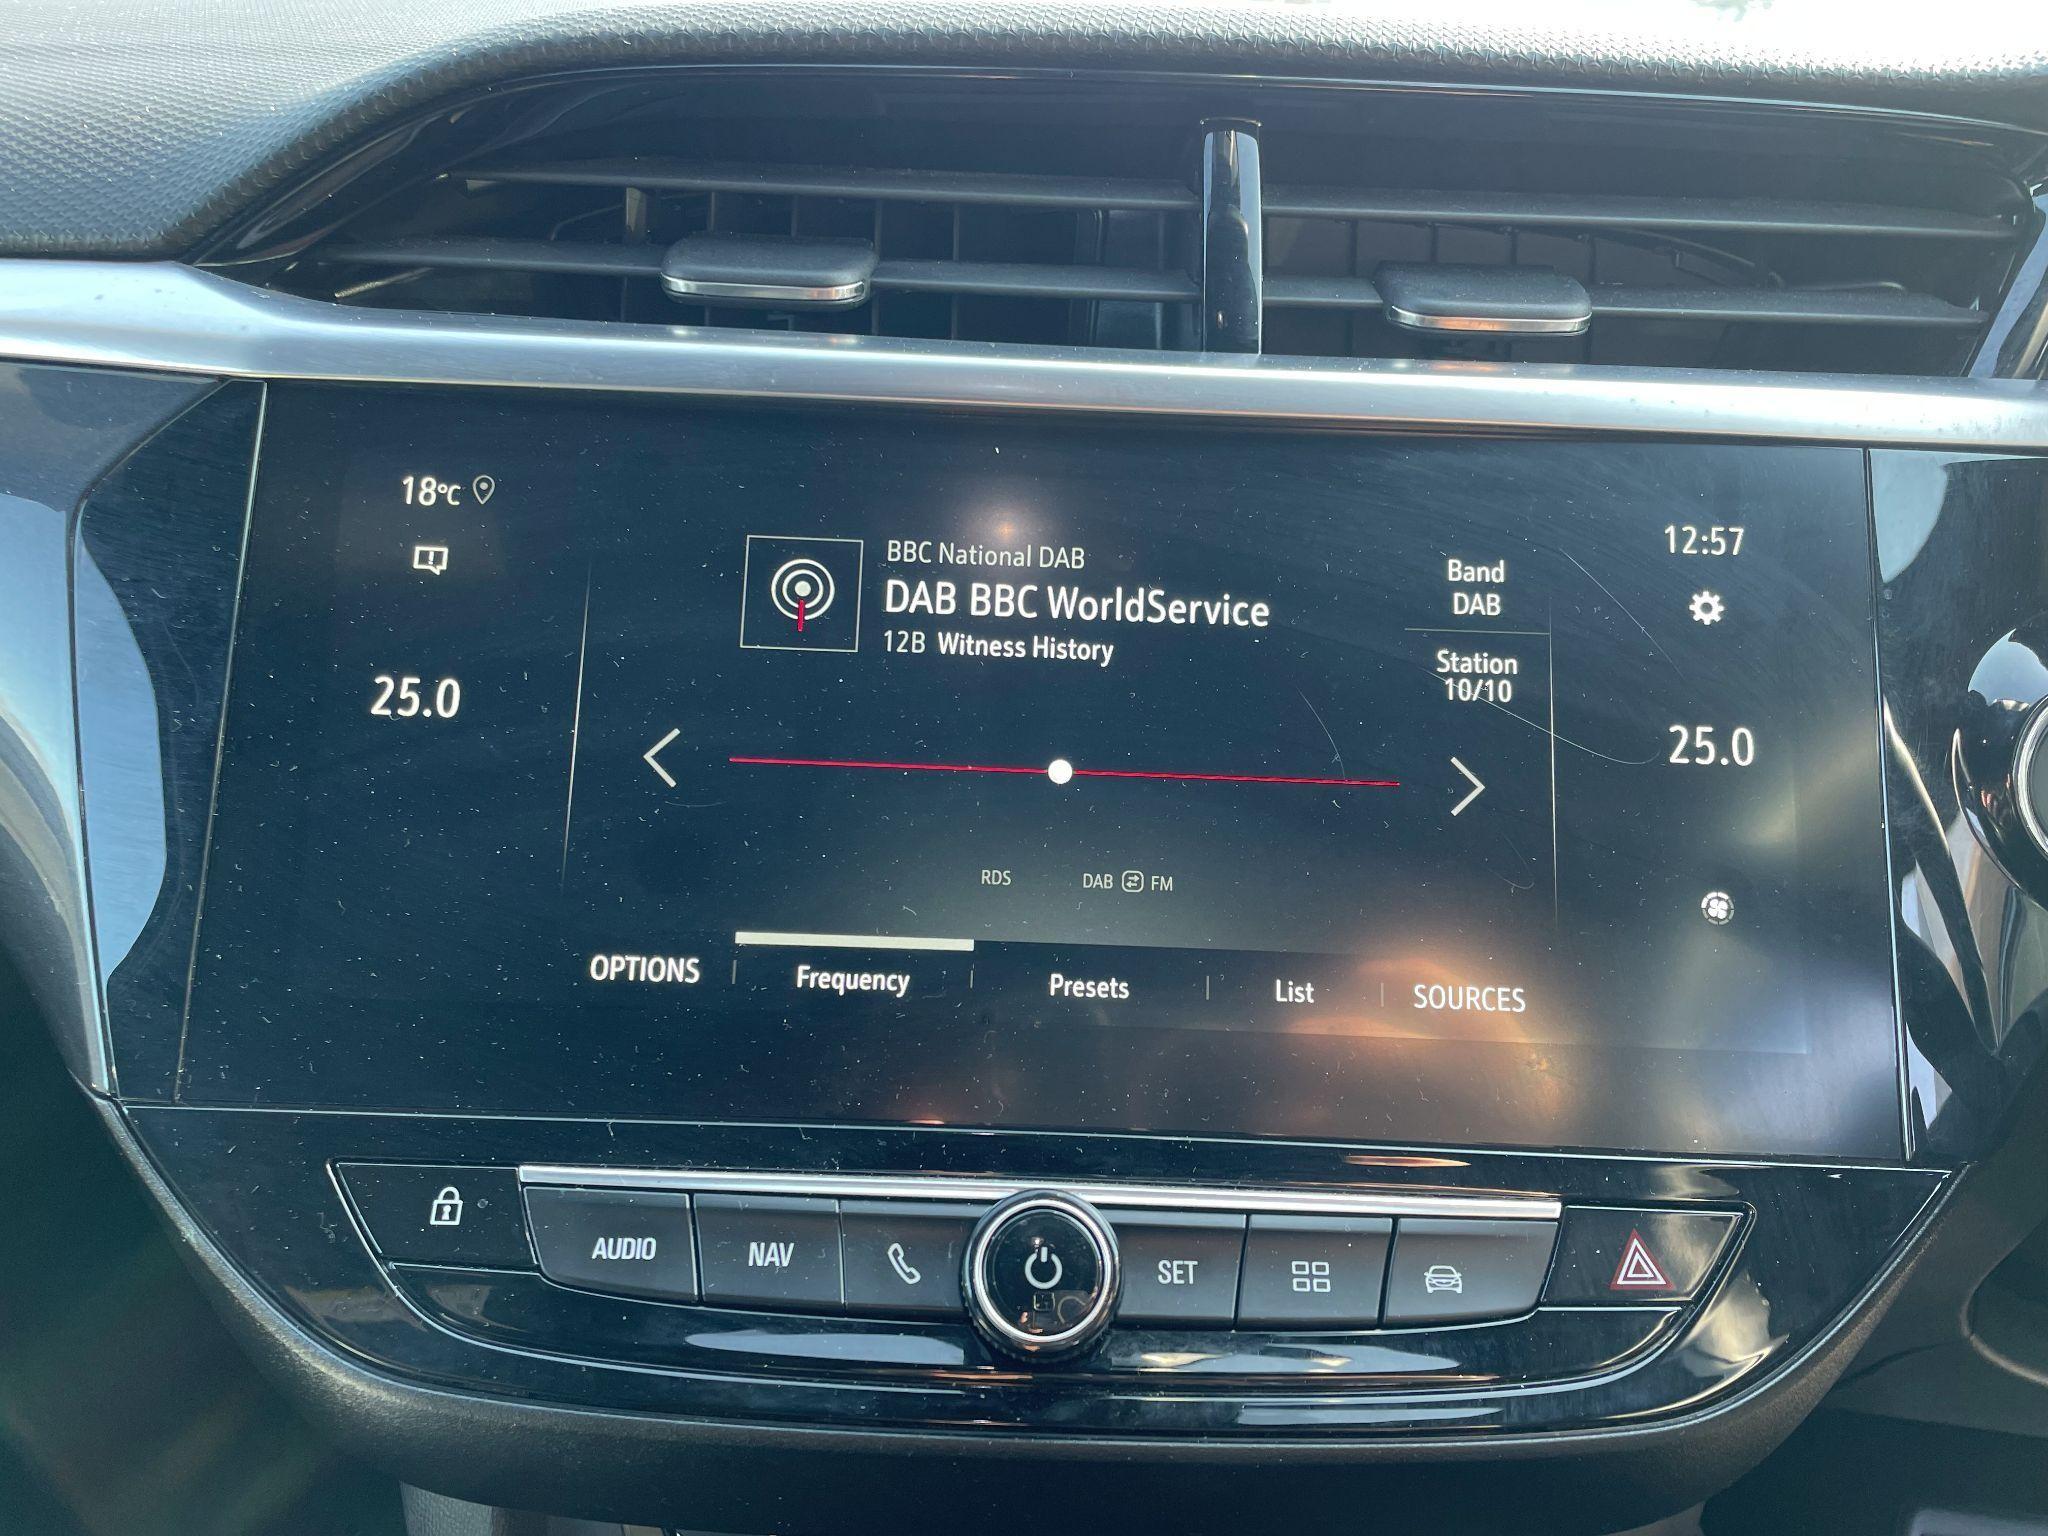 18°C
25.0
BBC National DAB
DAB BBC WorldService
12B Witness History
Band
DAB
Station
10/10
12:57
25.0
RDS
DAB FM
OPTIONS
Frequency
Presets
List
SOURCES
AUDIO
NAV
SET